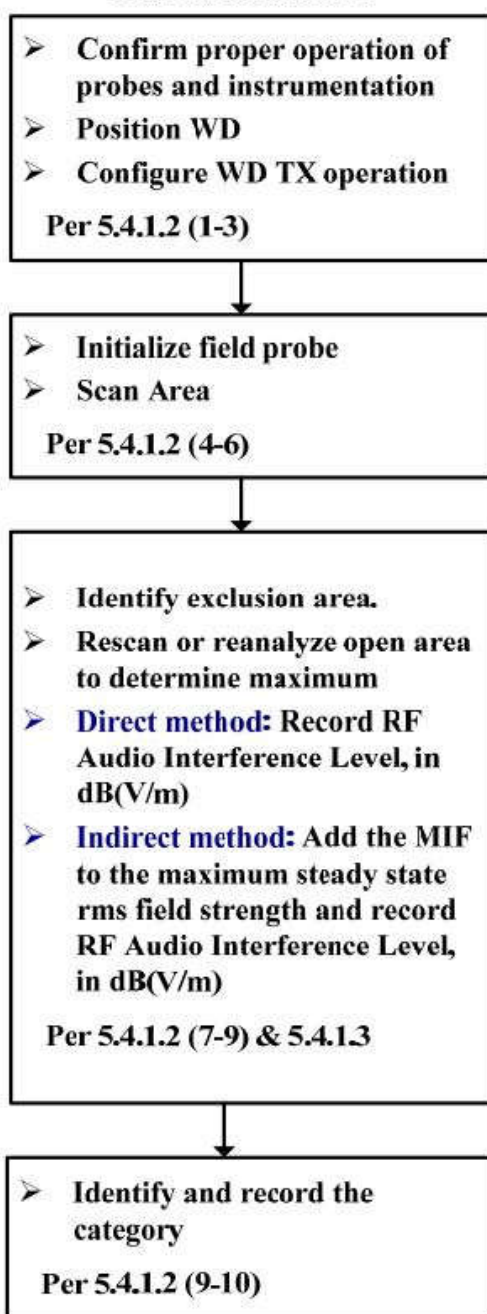 ➢ Confirm proper operation of
probes and instrumentation
➢ Position WD
➢ Configure WD TX operation
Per 5.4.1.2 (1-3)
➢ Initialize field probe
➢ Scan Area
Per 5.4.1.2 (4-6)
➢ Identify exclusion area.
➢ Rescan or reanalyze open area
to determine maximum
➢ Direct method: Record RF
Audio Interference Level, in
dB(V/m)
➢ Indirect method: Add the MIF
to the maximum steady state
rms field strength and record
RF Audio Interference Level,
in dB(V/m)
Per 5.4.1.2 (7-9) & 5.4.1.3
➢ Identify and record the
category
Per 5.4.1.2 (9-10)